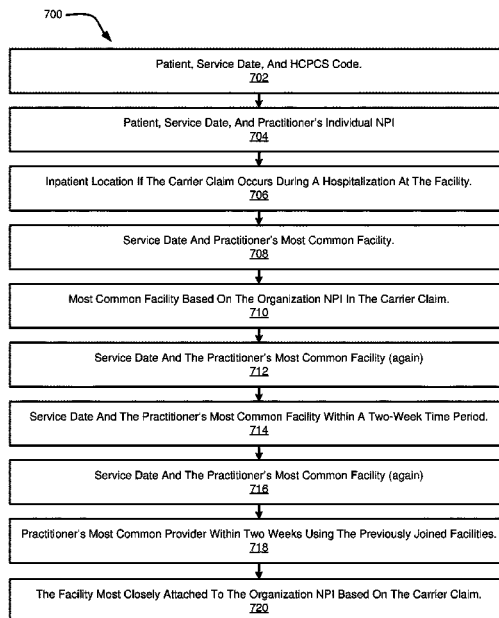 700
Patient, Service Date, And HCPCS Code.
702
Patient, Service Date, And Practitioner's Individual NPI
704
Inpatient Location If The Carrier Claim Occurs During A Hospitalization At The Facility.
706
Service Date And Practitioner's Most Common Facility.
708
Most Common Facility Based On The Organization NPI In The Carrier Claim.
710
Service Date And The Practitioner's Most Common Facility (again)
712
Service Date And The Practitioner's Most Common Facility Within A Two-Week Time Period.
714
Service Date And The Practitioner's Most Common Facility (again)
716
Practitioner's Most Common Provider Within Two Weeks Using The Previously Joined Facilities.
718
The Facility Most Closely Attached To The Organization NPI Based On The Carrier Claim.
720